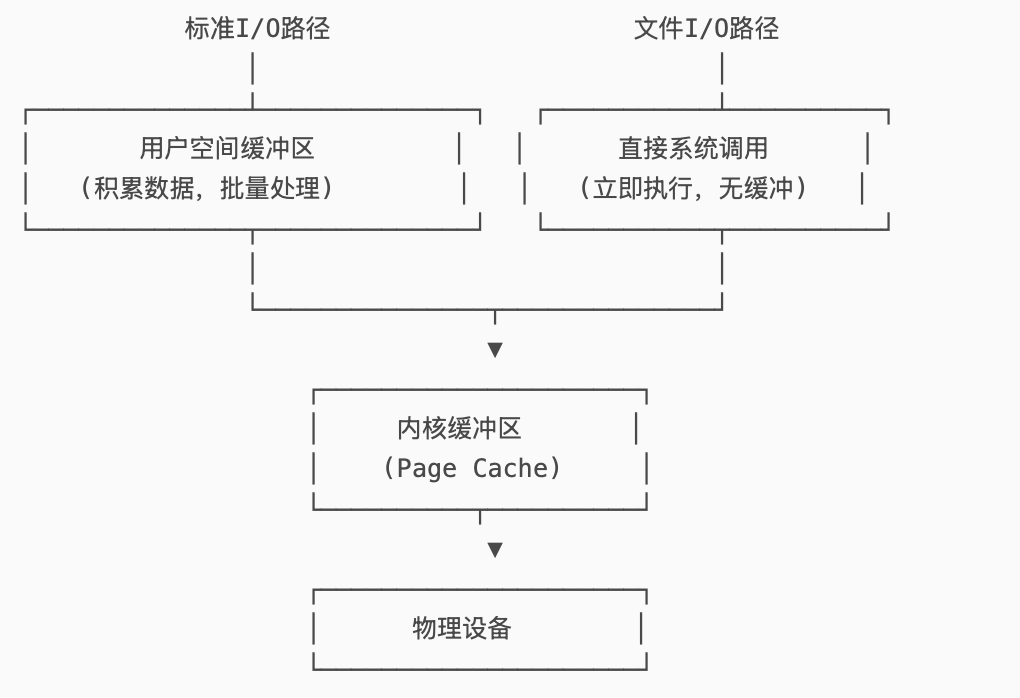 标准I/O路径
文件I/O路径
用户空间缓冲区
(积累数据，批量处理)
直接系统调用
(立即执行，无缓冲)
内核缓冲区
(Page Cache)
物理设备